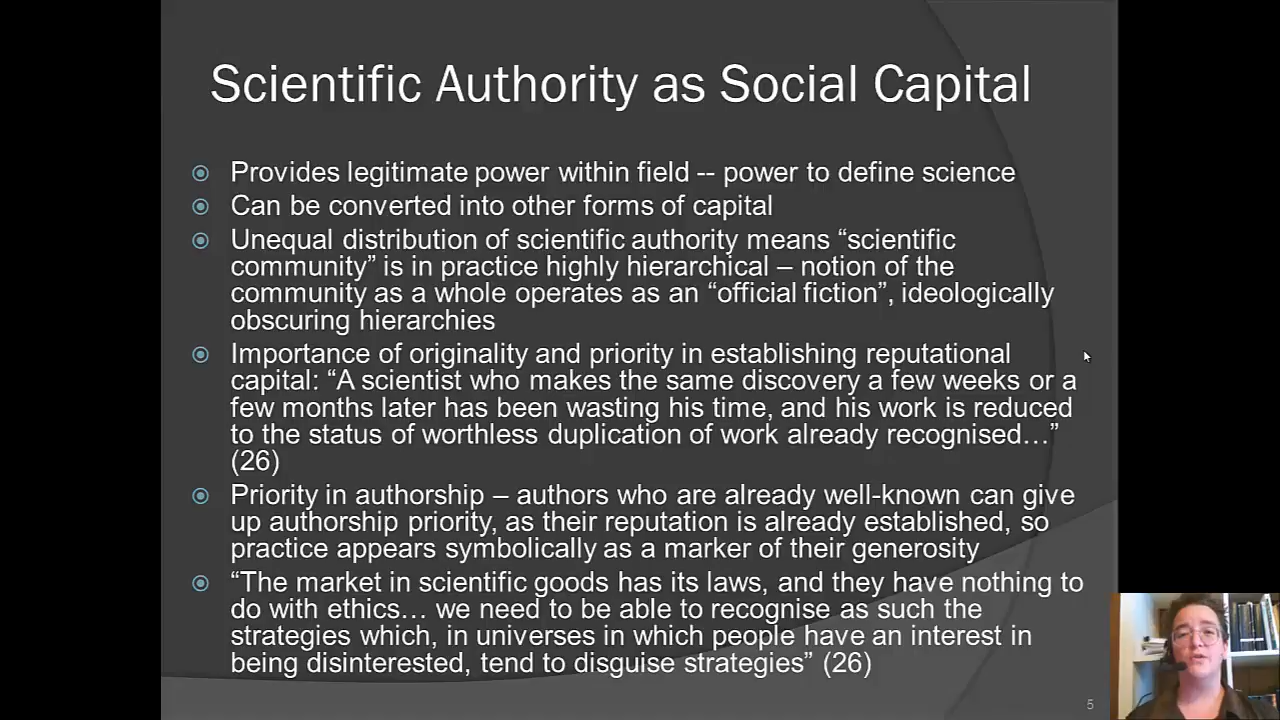 Scientific Authority as Social Capital
Provides legitimate power within field -- power to define science
Can be converted into other forms of capital
Unequal distribution of scientific authority means “scientific
community” is in practice highly hierarchical – notion of the
community as a whole operates as an “official fiction”, ideologically
obscuring hierarchies
Importance of originality and priority in establishing reputational
capital: “A scientist who makes the same discovery a few weeks or a
few months later has been wasting his time, and his work is reduced
to the status of worthless duplication of work already recognised…”
(26)
Priority in authorship – authors who are already well-known can give
up authorship priority, as their reputation is already established, so
practice appears symbolically as a marker of their generosity
“The market in scientific goods has its laws, and they have nothing to
do with ethics… we need to be able to recognise as such the
strategies which, in universes in which people have an interest in
being disinterested, tend to disguise strategies” (26)
5